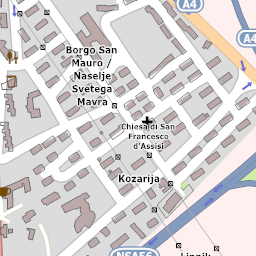 A4
A4
Borgo San
Mauro /
Naselje
Svetega
Mavra
Chiesa di San
Francesco
d'Assisi
Kozarija
NSA56